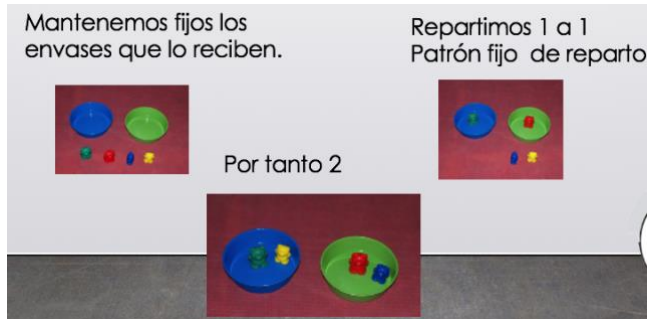 Mantenemos fijos los
envases que lo reciben.
Repartimos 1 a 1
Patrón fijo de reparto
Por tanto 2